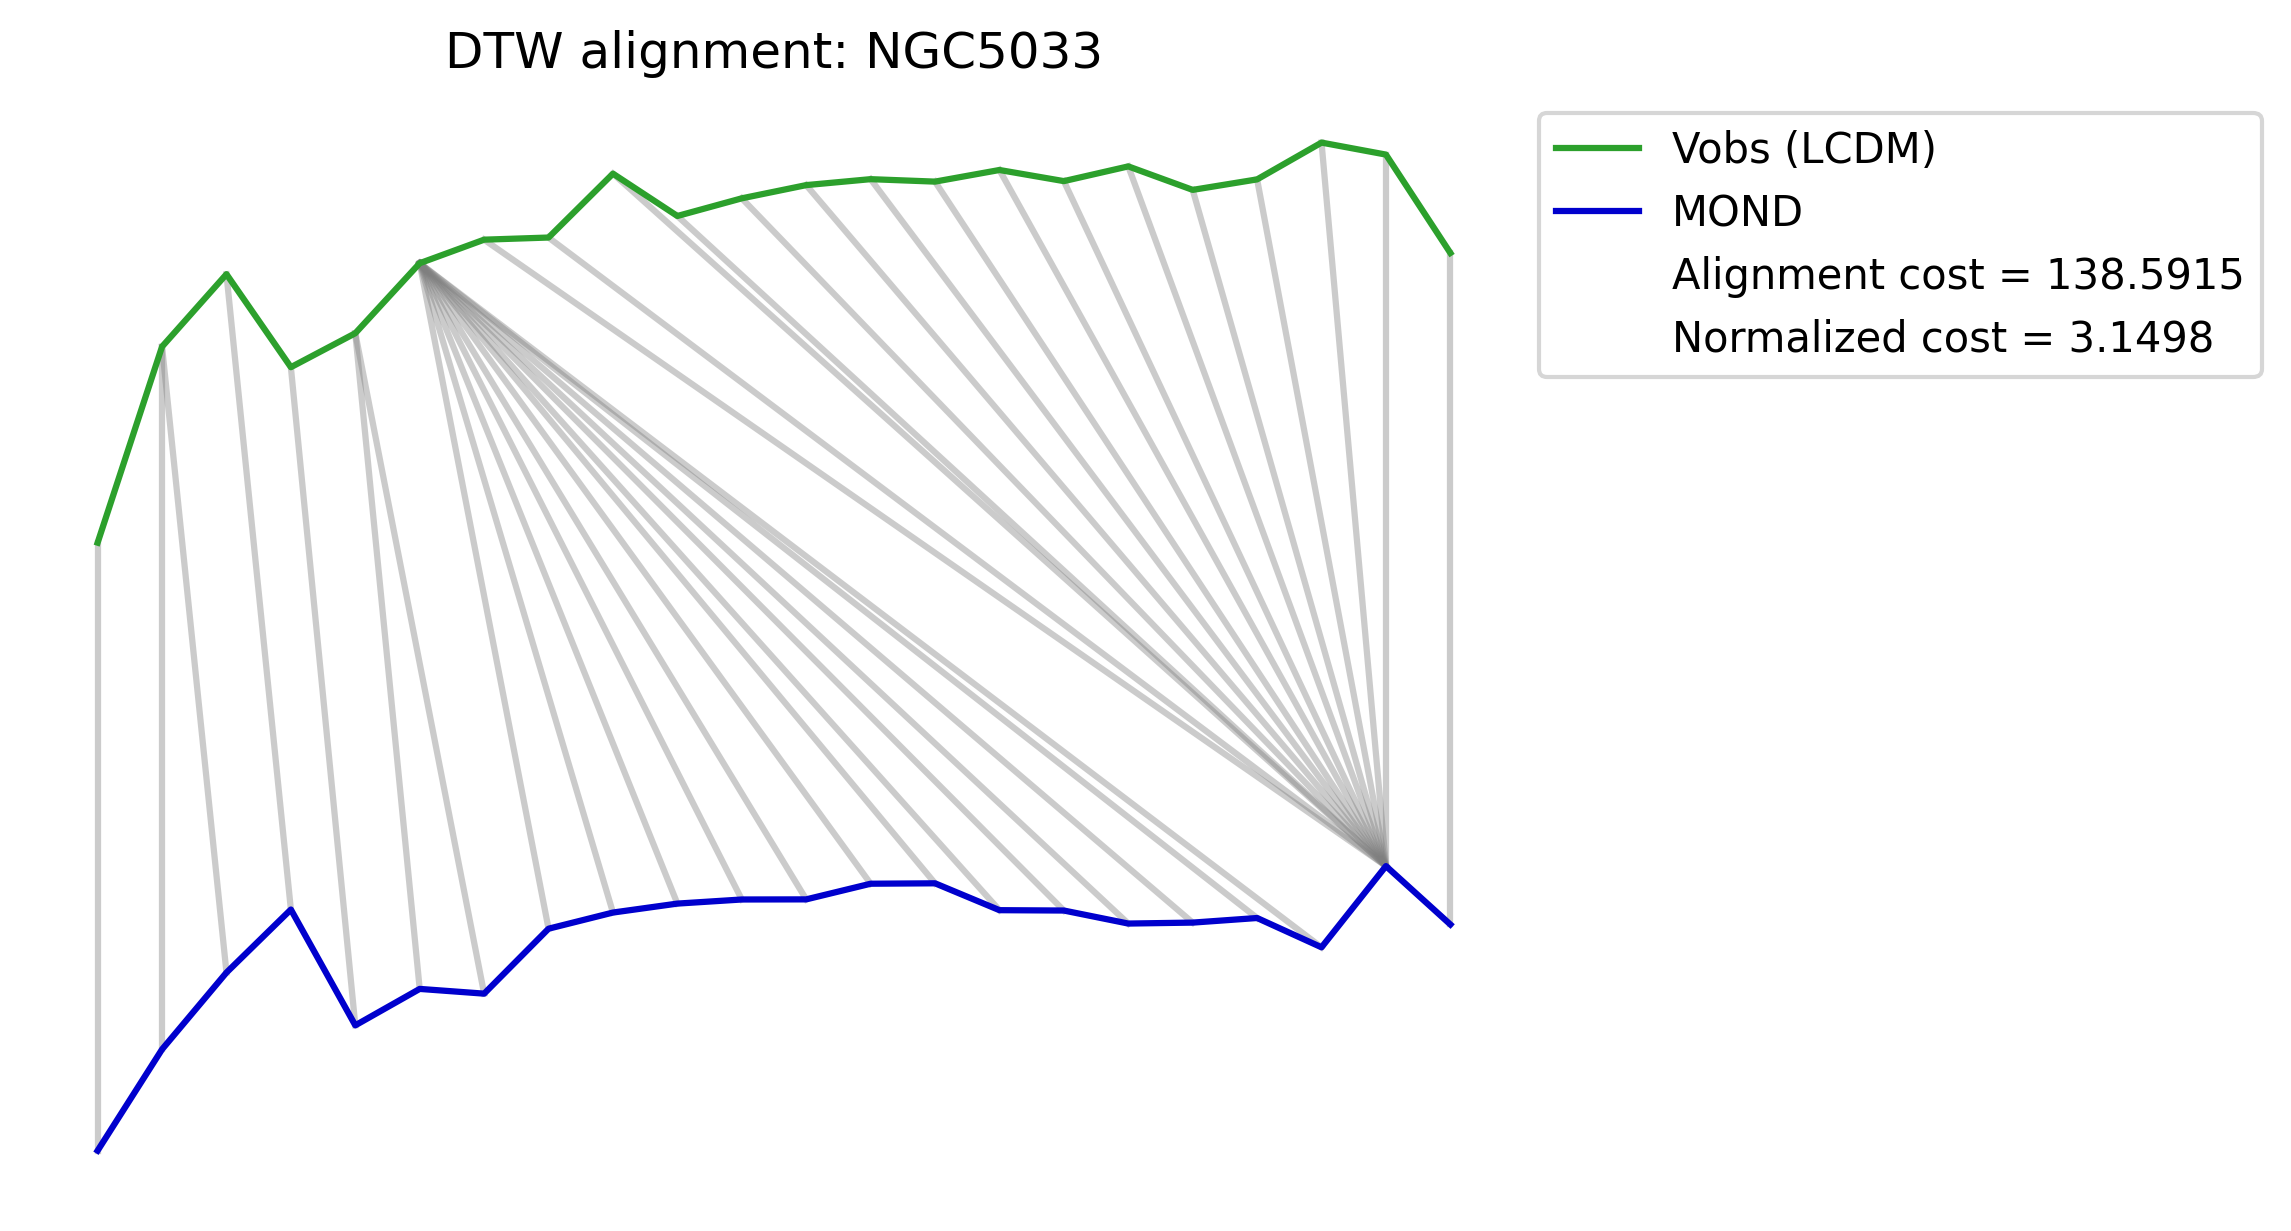 DTW alignment: NGC5033
Vobs (LCDM)
MOND
Alignment cost = 138.5915
Normalized cost = 3.1498